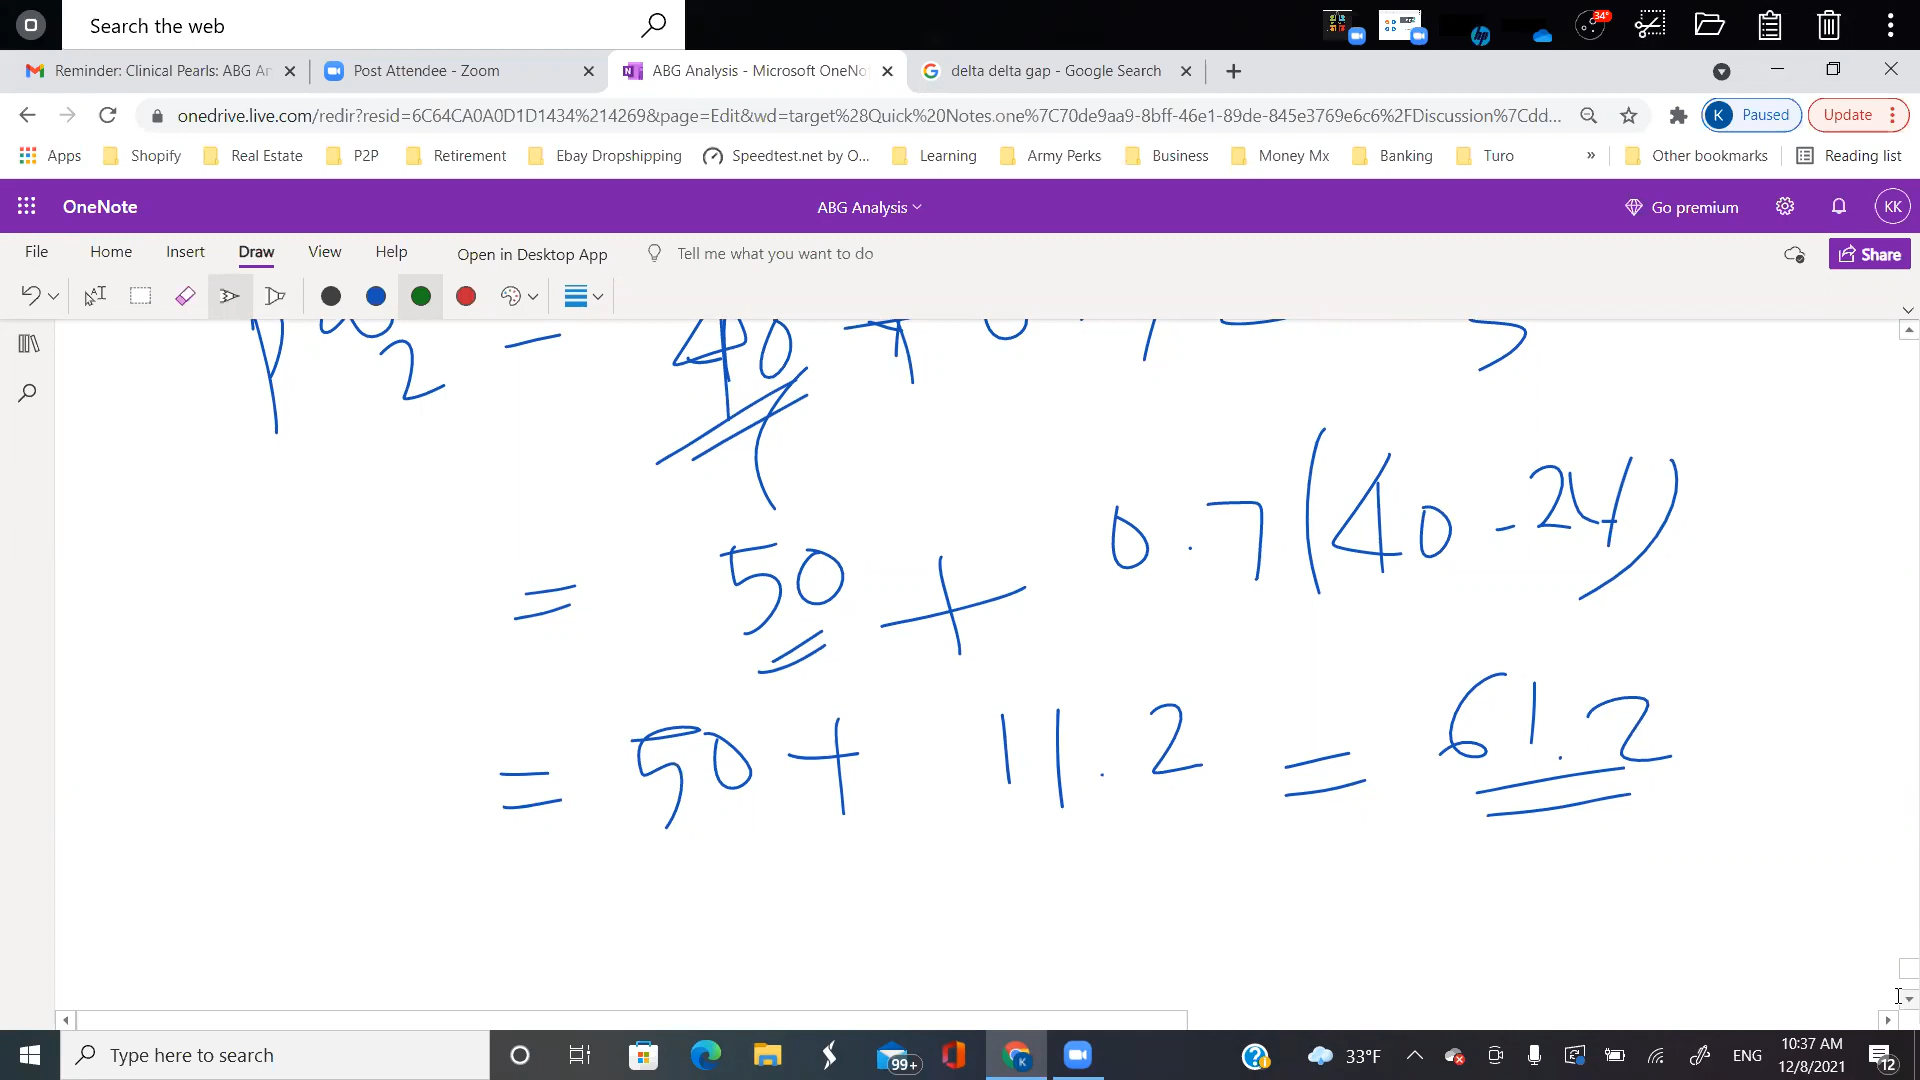 Search the web
34°
Reminder: Clinical Pearls: ABG Ar
Post Attendee - Zoom
ABG Analysis - Microsoft OneNo
delta delta gap - Google Search
onedrive.live.com/redir?resid=6C64CA0A0D1D1434%214269&page=Edit&wd=target%28Quick%20Notes.one%7C70de9aa9-8bff-46e1-89de-845e3769e6c6%2FDiscussion%7Cdd...
K Paused
Update
Apps
Shopify
Real Estate
P2P
Retirement
Ebay Dropshipping
Speedtest.net by O...
Learning
Army Perks
Business
Money Mx
Banking
Turo
»
Other bookmarks
Reading list
OneNote
ABG Analysis
Go premium
KK
File Home Insert Draw View Help Open in Desktop App Tell me what you want to do
Share
2 = 40 +
= 50 + 0.7(40-24)
= 50 + 11.2 = 61.2
Type here to search
99+
33°F
ENG
10:37 AM
12/8/2021
12